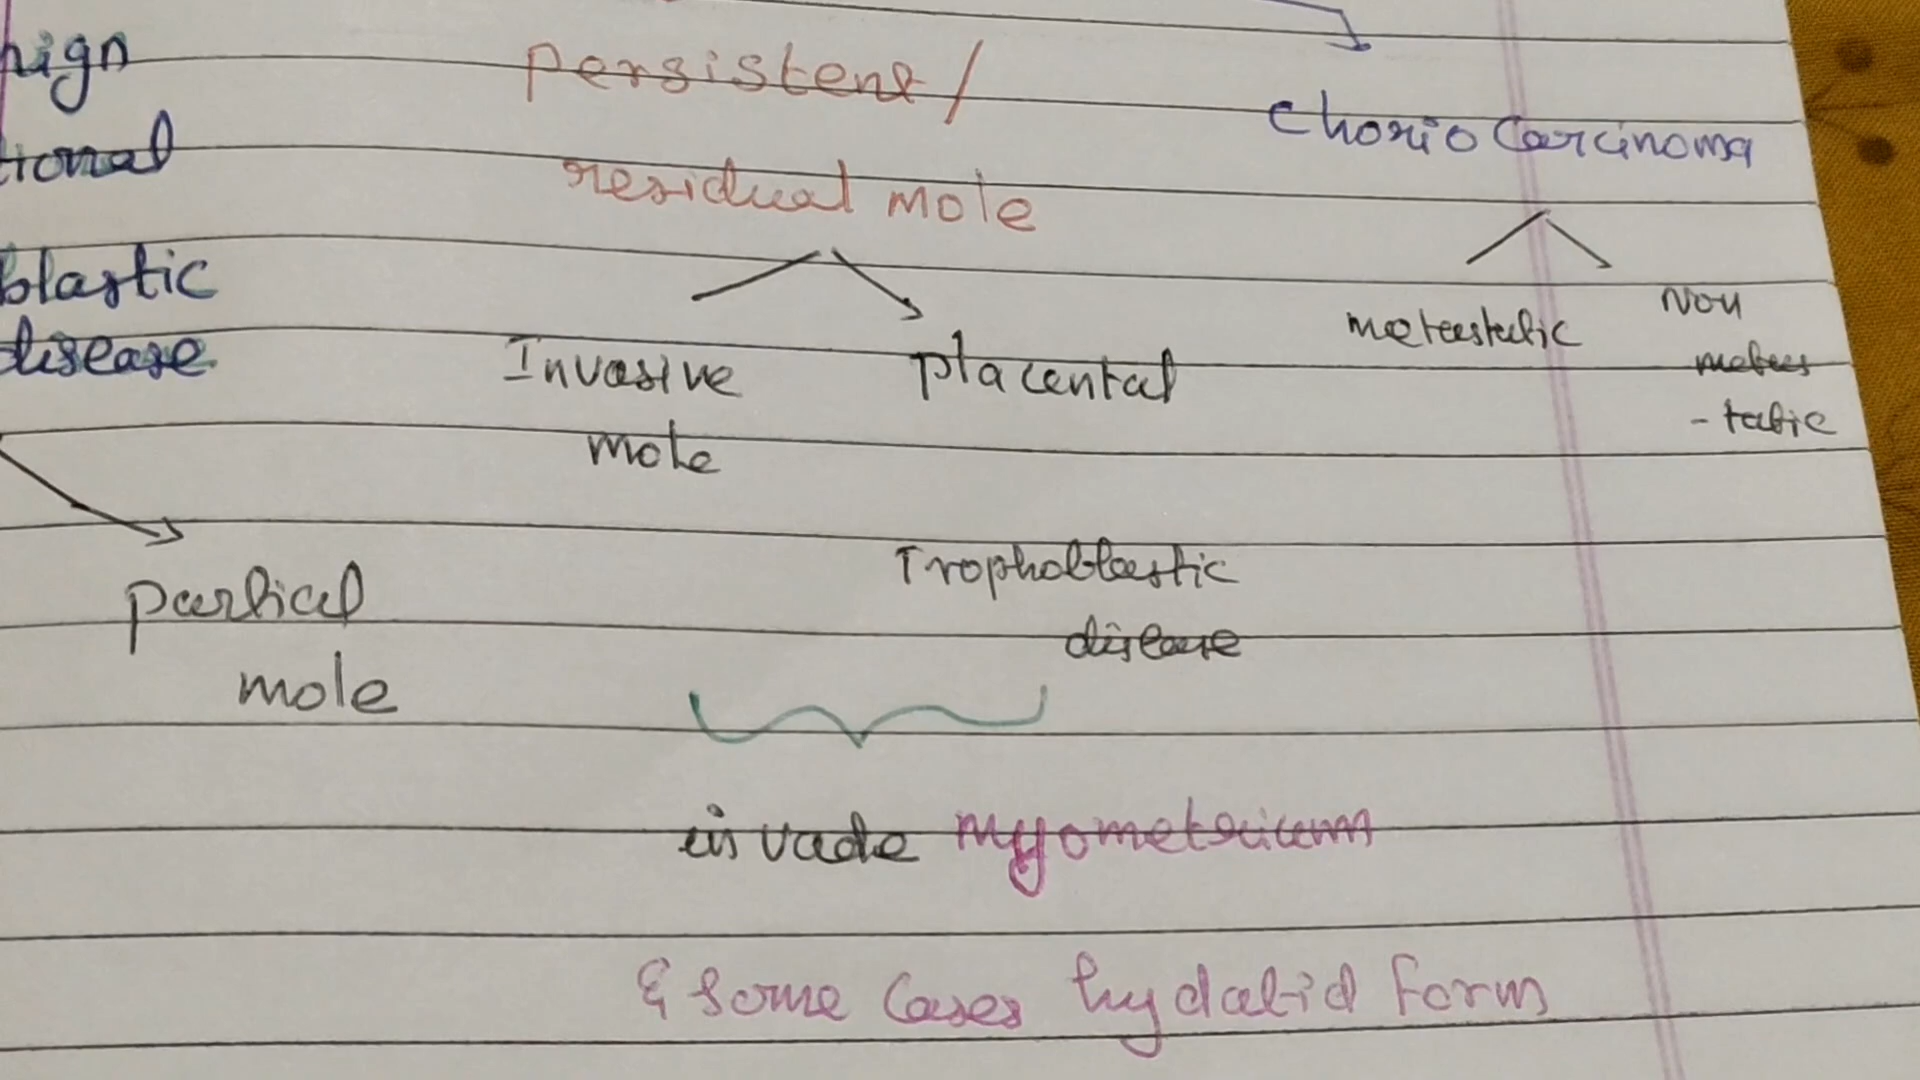 nign
tional
blastic
disease
partial
mole
persistent/
residual mole
Invasive
mole
placental
Trophoblastic
disease
invade myometrium
& some cases hydatid form
chorio Carcinoma
metastatic
Non
metas
-tatic